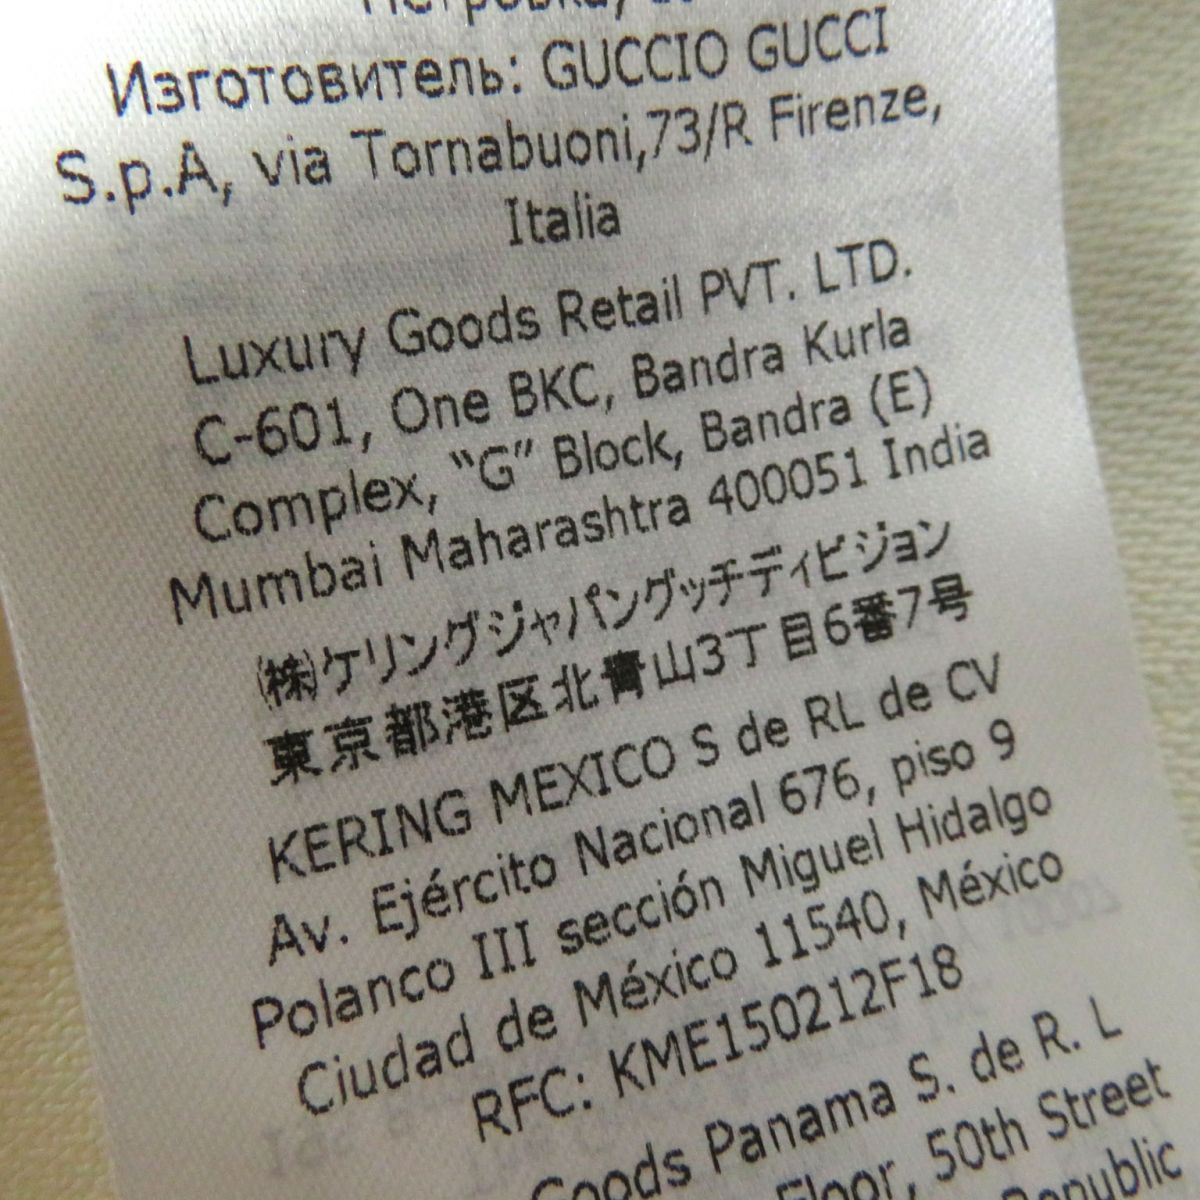 Петровка,
Изготовитель: GUCCIO GUCCI
S.p.A, via Tornabuoni,73/R Firenze,
Italia
Luxury Goods Retail PVT. LTD.
C-601, One BKC, Bandra Kurla
Complex, “G” Block, Bandra (E)
Mumbai Maharashtra 400051 India
㈱ケリングジャパングッチディビジョン
東京都港区北青山3丁目6番7号
KERING MEXICO S de RL de CV
Av. Ejército Nacional 676, piso 9
Polanco III sección Miguel Hidalgo
Ciudad de México 11540, México
RFC: KME150212F18
Goods Panama S. de R. L
Floor, 50th Street
Republic